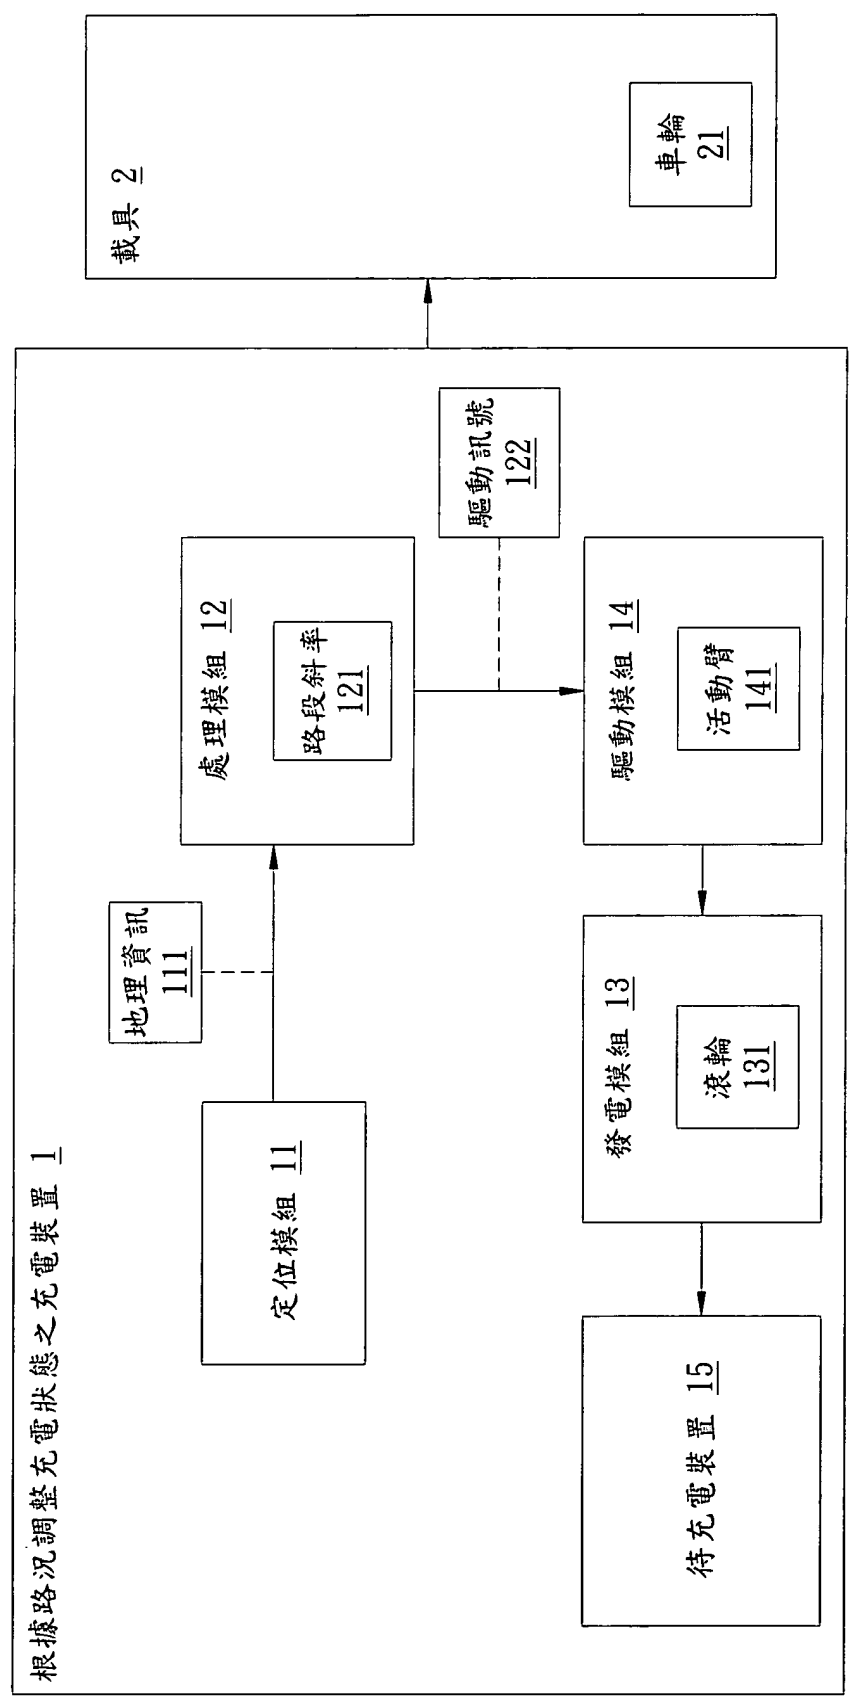 根據路況調整充電狀態之充電裝置 1
定位模組 11
地理資訊
111
處理模組 12
路段斜率
121
驅動訊號
122
待充電裝置 15
發電模組 13
滾輪
131
驅動模組 14
活動臂
141
載具 2
車輪
21